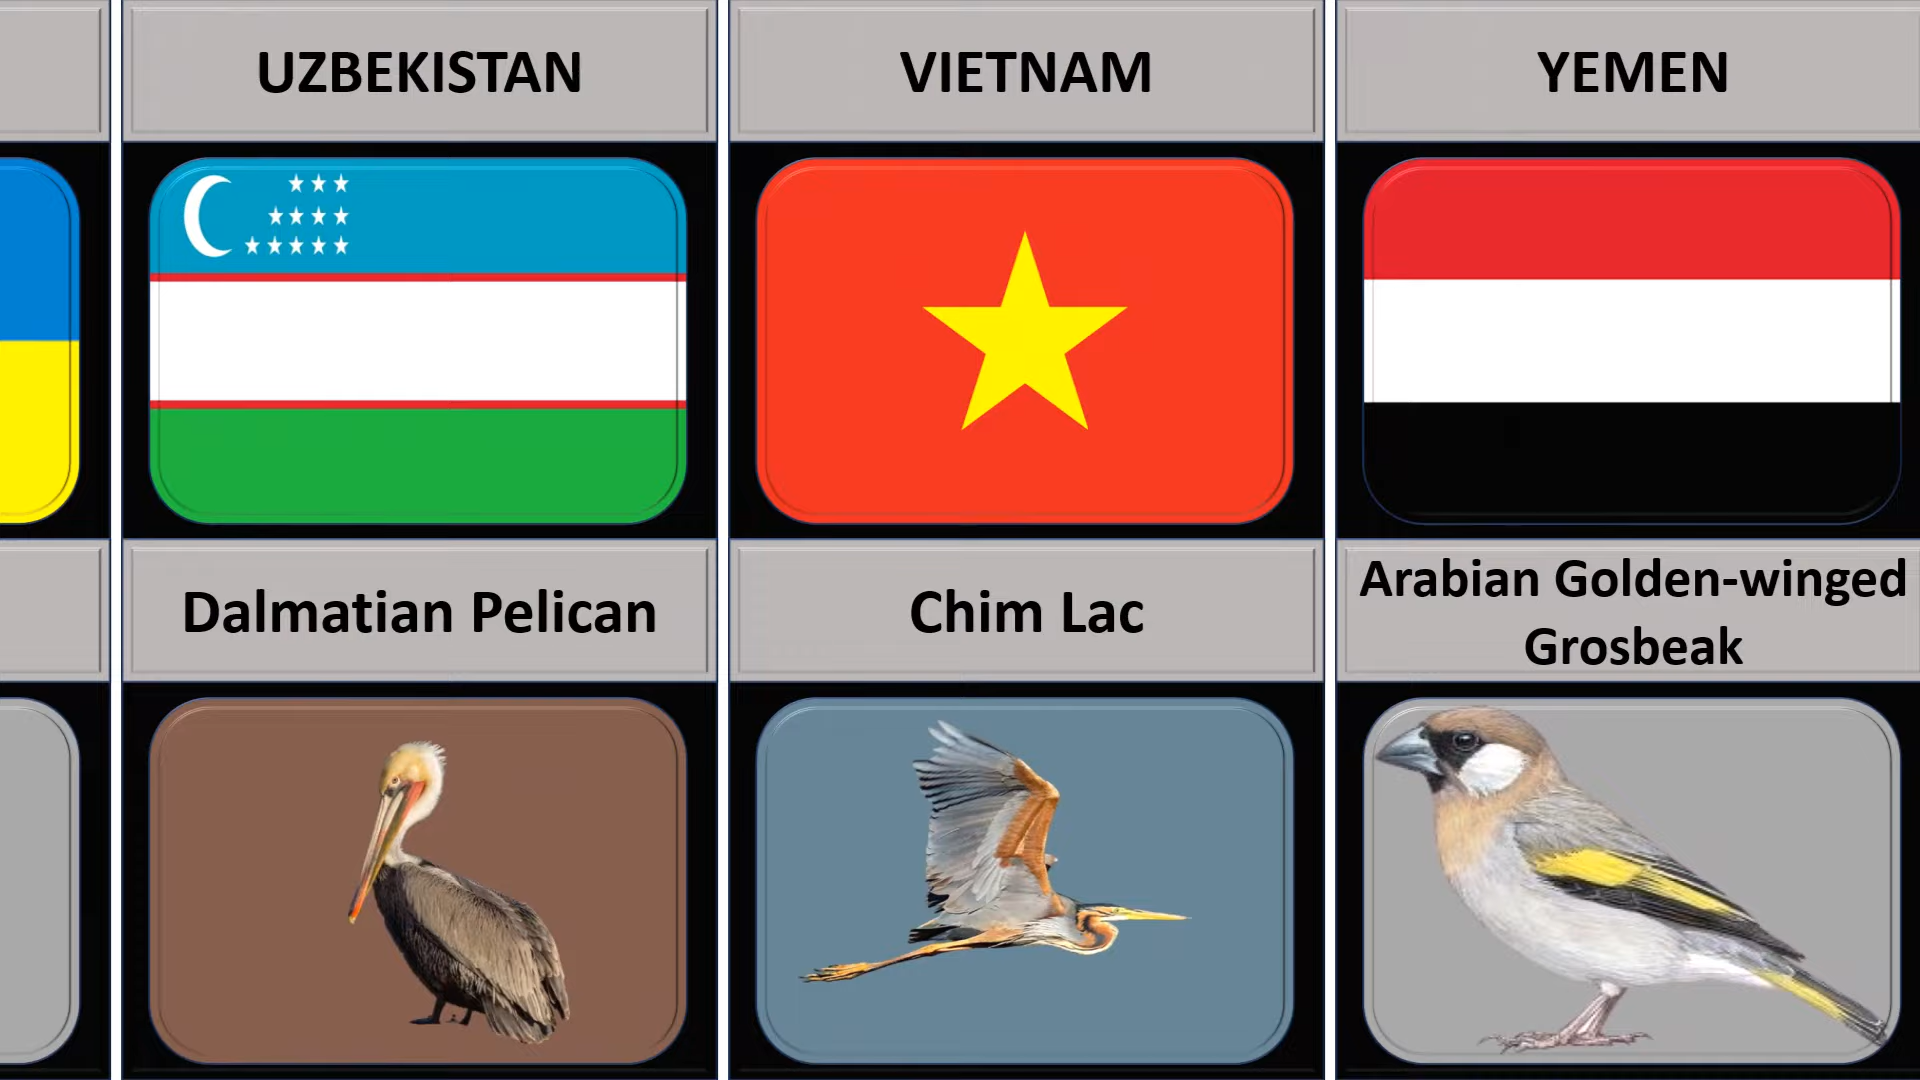 UZBEKISTAN
VIETNAM
YEMEN
Dalmatian Pelican
Chim Lac
Arabian Golden-winged
Grosbeak